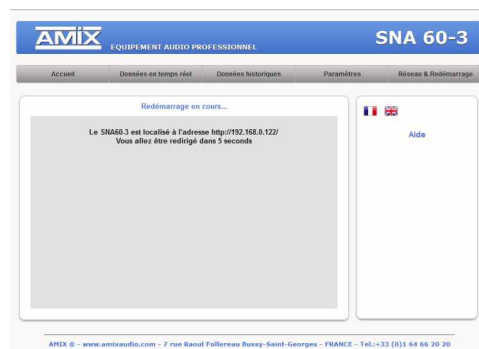 AMIX
EQUIPEMENT AUDIO PROFESSIONNEL
SNA 60-3
Accueil Données en temps réel Données historiques Paramètres Réseau & Redémarrage
Redémarrage en cours...
Le SNA60-3 est localisé à l'adresse http://192.168.0.122/
Vous allez être redirigé dans 5 secondes
Aide
AMIX ® - www.amixaudio.com - 7 rue Raoul Follereau Bussy-Saint-Georges - FRANCE - Tel.:+33 (0)1 64 66 20 20